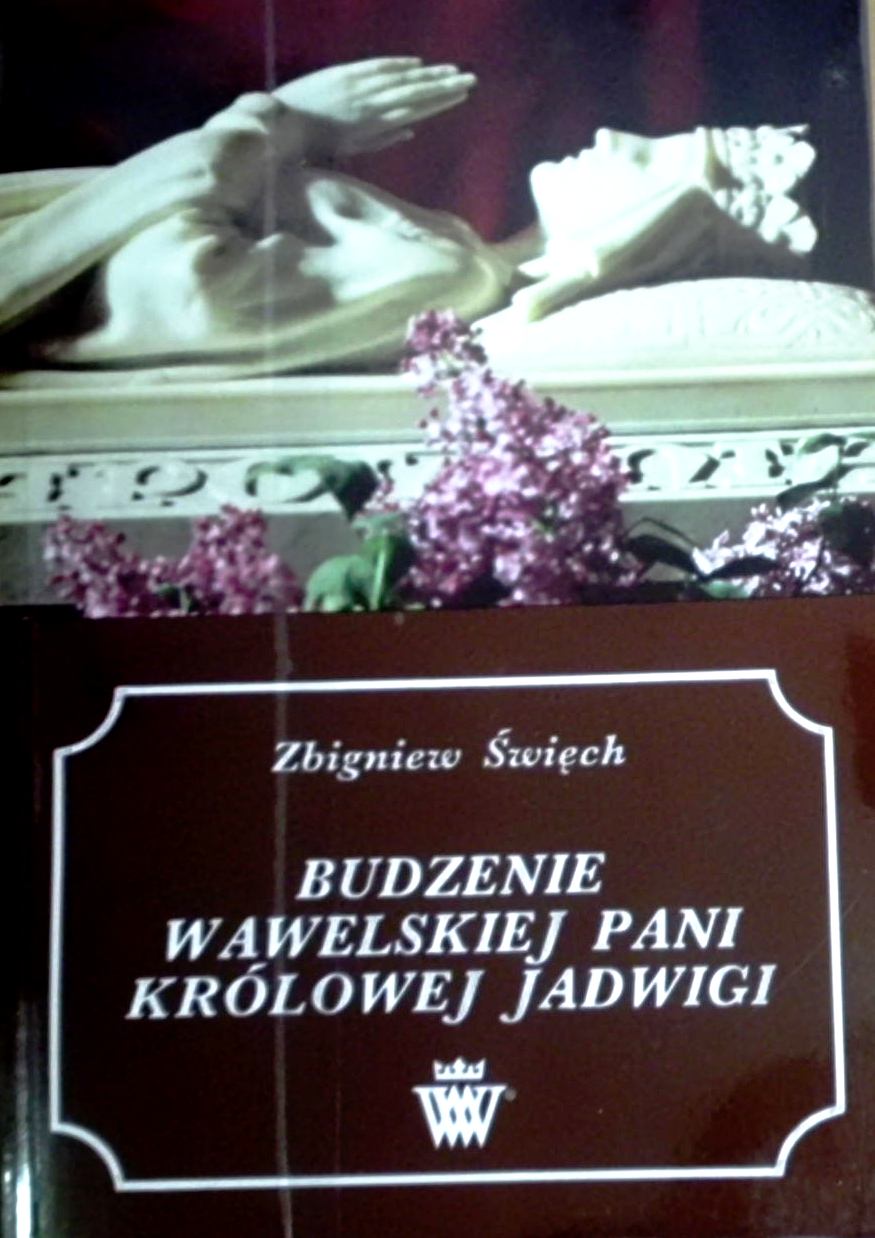 Zbigniew Święch
BUDZENIE
WAWELSKIEJ PANI
KRÓLOWEJ JADWIGI